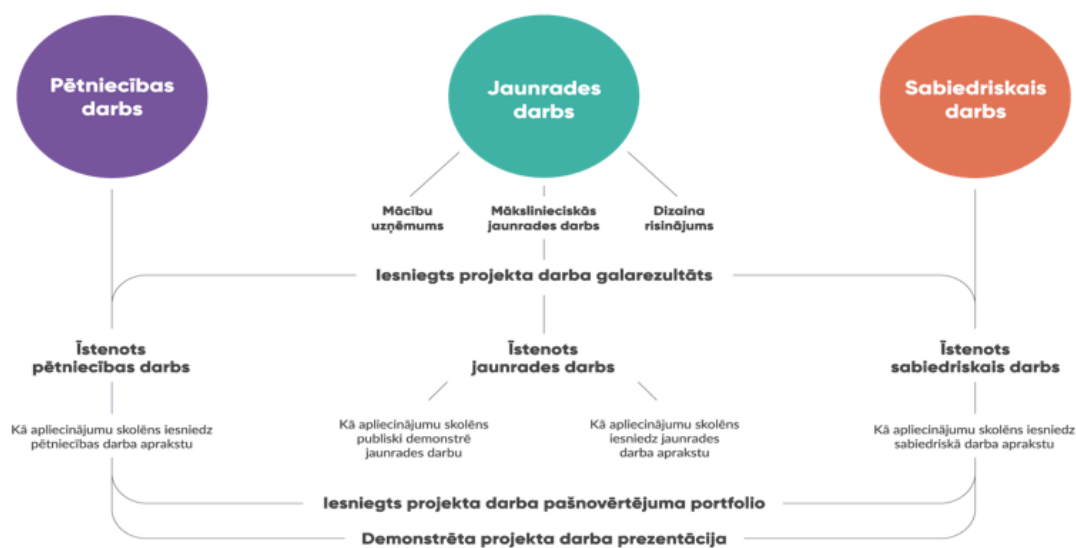 Pētniecības
darbs
Jaunrades
darbs
Sabiedriskais
darbs
Mācību
uzņēmums
Mākslinieciskās
jaunrades darbs
Dizaina
risinājums
Iesniegts projekta darba galarezultāts
Īstenots
pētniecības darbs
Īstenots
jaunrades darbs
Īstenots
sabiedriskais darbs
Kā apliecinājumu skolēns iesniedz
pētniecības darba aprakstu
Kā apliecinājumu skolēns
publiski demonstrē
jaunrades darbu
Kā apliecinājumu skolēns
iesniedz jaunrades
darba aprakstu
Kā apliecinājumu skolēns iesniedz
sabiedriskā darba aprakstu
Iesniegts projekta darba pašnovērtējuma portfolio
Demonstrēta projekta darba prezentācija